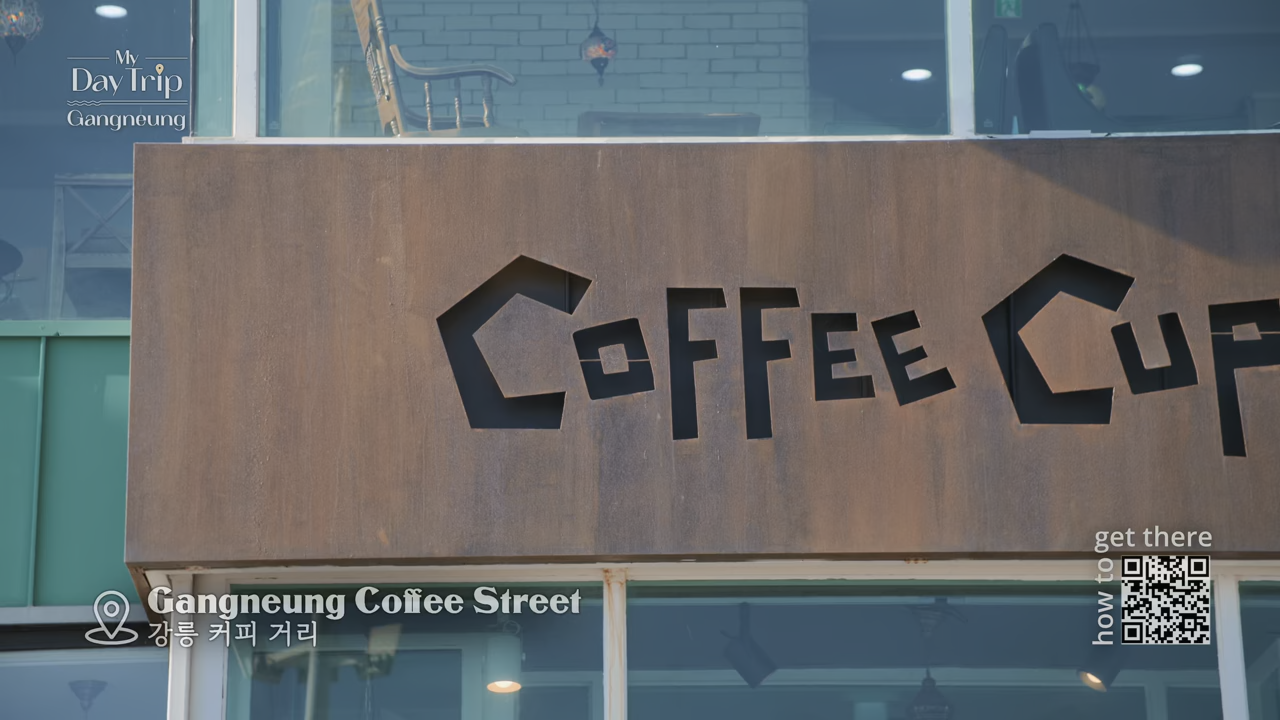 My
Day Trip
Gangneung
COFFEE CUP
Gangneung Coffee Street
강릉 커피 거리
how to
get there